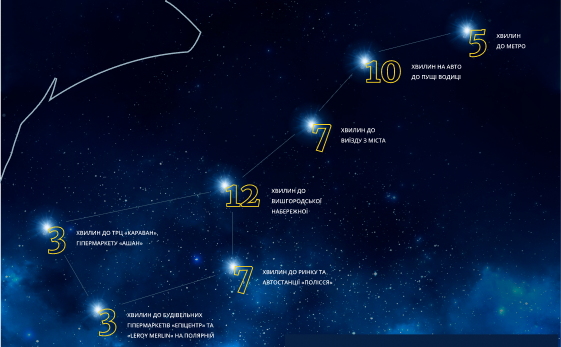 5
ХВИЛИН
ДО МЕТРО
10
ХВИЛИН НА АВТО
ДО ПУЩІ ВОДИЦІ
7
ХВИЛИН ДО
ВИЇЗДУ З МІСТА
12
ХВИЛИН ДО
ВИШГОРОДСЬКОЇ
НАБЕРЕЖНОЇ
3
ХВИЛИН ДО ТРЦ «КАРАВАН»,
ГІПЕРМАРКЕТУ «АШАН»
7
ХВИЛИН ДО РИНКУ ТА
АВТОСТАНЦІЇ «ПОЛІССЯ»
3
ХВИЛИН ДО БУДІВЕЛЬНИХ
ГІПЕРМАРКЕТІВ «ЕПІЦЕНТР» ТА
«LEROY MERLIN» НА ПОЛЯРНІЙ